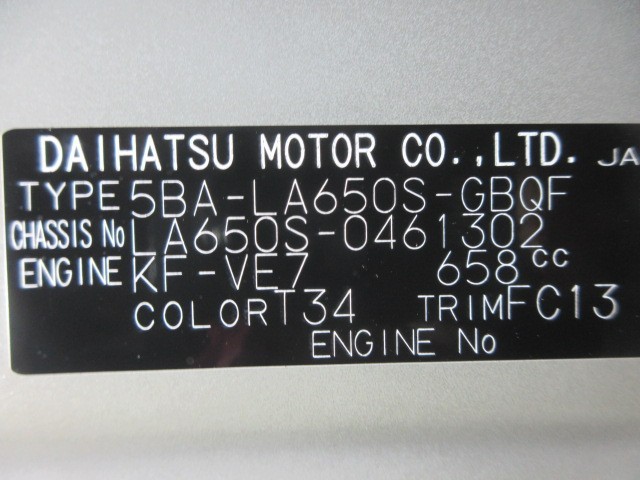 DAIHATSU MOTOR CO.,LTD. JA
TYPE 5BA-LA650S-GBQF
CHASSIS No LA650S-0461302
ENGINE KF-VE7 658 cc
COLOR T34 TRIM FC13
ENGINE No